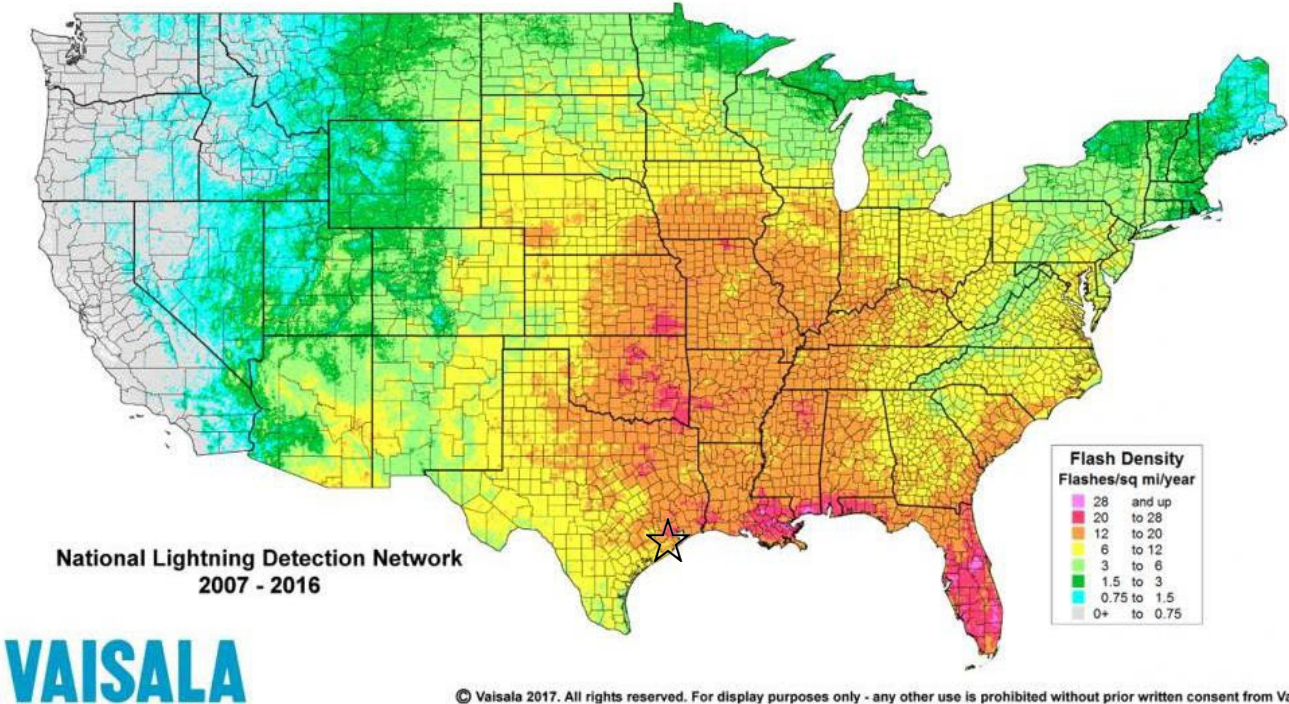 National Lightning Detection Network
2007 - 2016
VAISALA
Flash Density
Flashes/sq mi/year
28 and up
20 to 28
12 to 20
6 to 12
3 to 6
1.5 to 3
0.75 to 1.5
0+ to 0.75
© Vaisala 2017. All rights reserved. For display purposes only - any other use is prohibited without prior written consent from Va